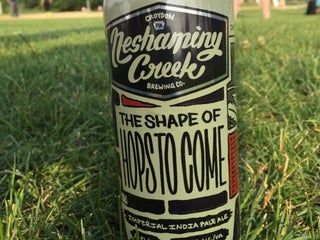 CROYDON PA
Neshaminy
Creek
BREWING CO.
THE SHAPE OF
HOPS TO COME
IMPERIAL INDIA PALE ALE